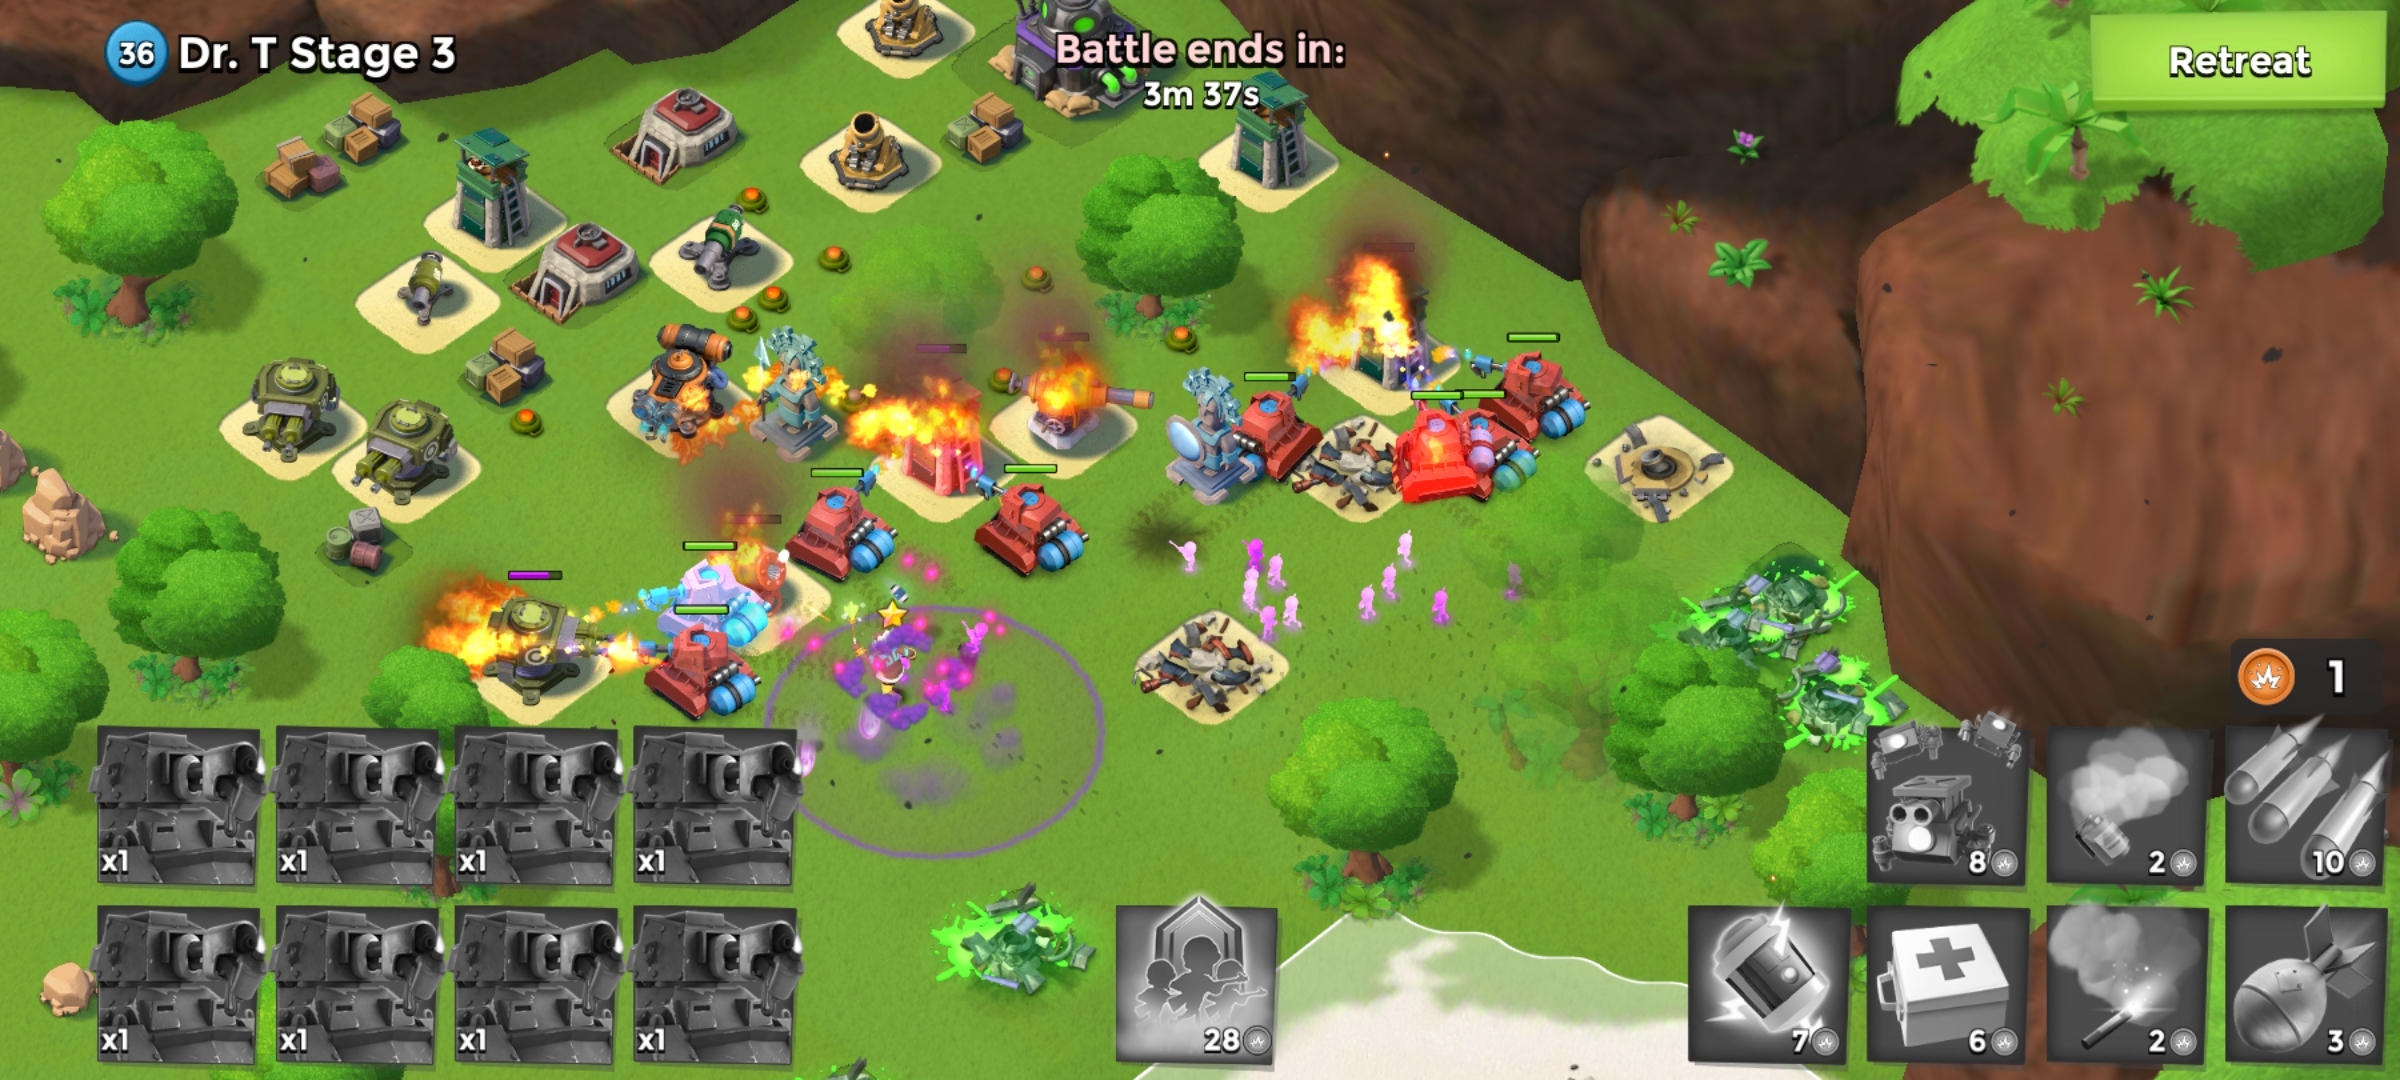 36 Dr. T Stage 3
Battle ends in:
3m 37s
Retreat
1
x1 x1 x1 x1
8 2 10
x1 x1 x1 x1
28
7 6 2 3